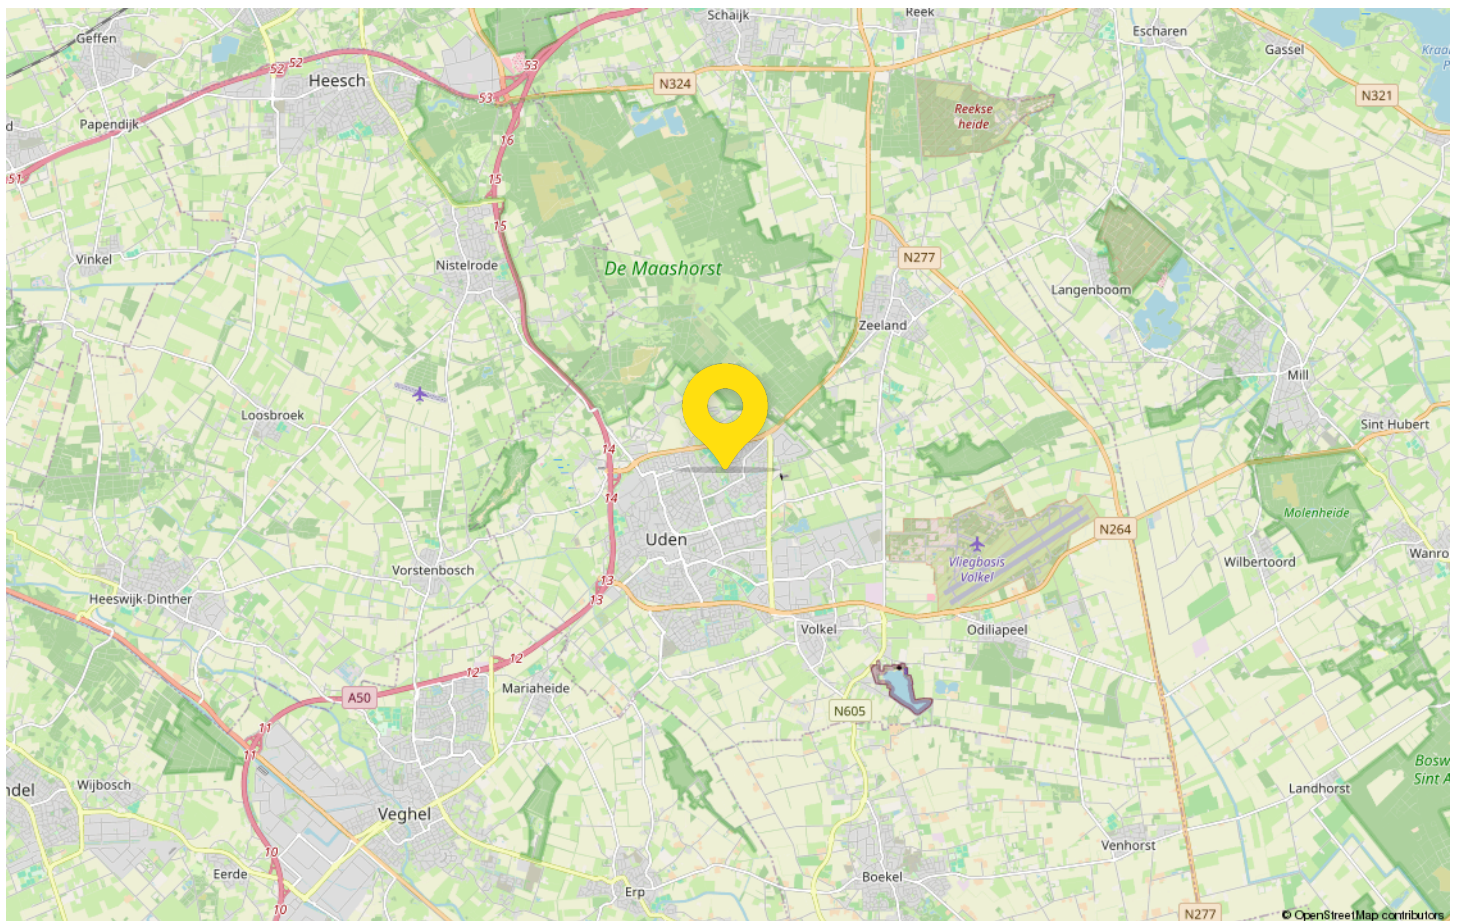 Schaijk
Reek
Geffen
Escharen
Gassel
53
52
52
Heesch
N324
N321
53
Reekse
heide
Papendijk
16
51
15
15
N277
Vinkel
Nistelrode
De Maashorst
Langenboom
Zeeland
Mill
Loosbroek
Sint Hubert
14
14
Molenheide
N264
Uden
Vliegbasis
Volkel
Wilbertoord
Vorstenbosch
13
13
Heeswijk-Dinther
Volkel
Odiliapeel
12
12
Mariaheide
A50
N605
11
11
Wijbosch
Landhorst
Veghel
Venhorst
10
Eerde
Boekel
Erp
10
N277
© OpenStreetMap contributors